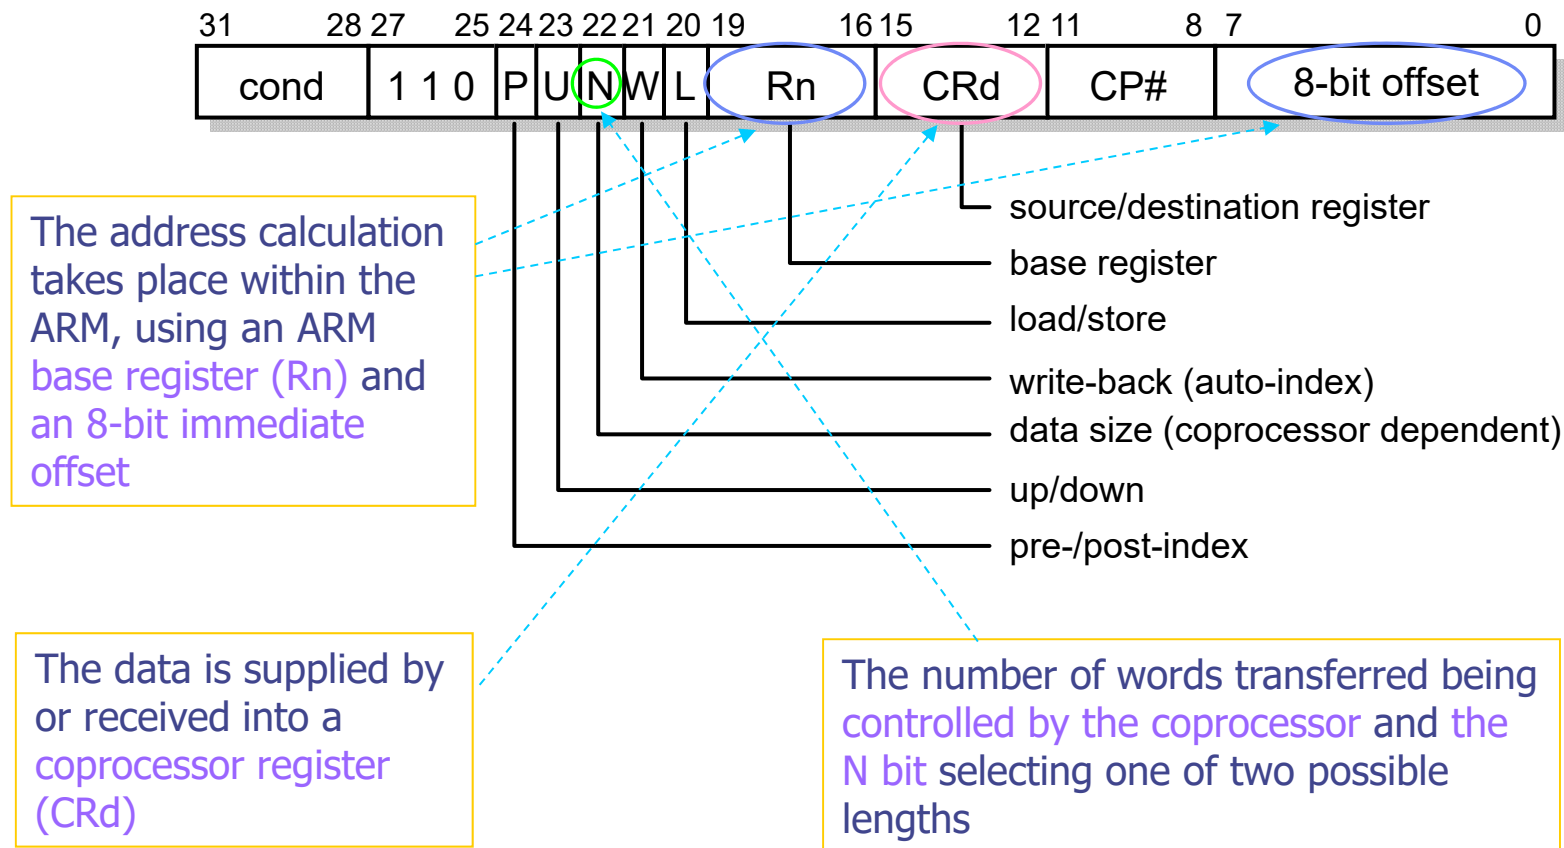 31 28 27 25 24 23 22 21 20 19 16 15 12 11 8 7 0
cond 1 1 0 P U N W L Rn CRd CP# 8-bit offset
source/destination register
base register
load/store
write-back (auto-index)
data size (coprocessor dependent)
up/down
pre-/post-index
The address calculation
takes place within the
ARM, using an ARM
base register (Rn) and
an 8-bit immediate
offset
The data is supplied by
or received into a
coprocessor register
(CRd)
The number of words transferred being
controlled by the coprocessor and the
N bit selecting one of two possible
lengths